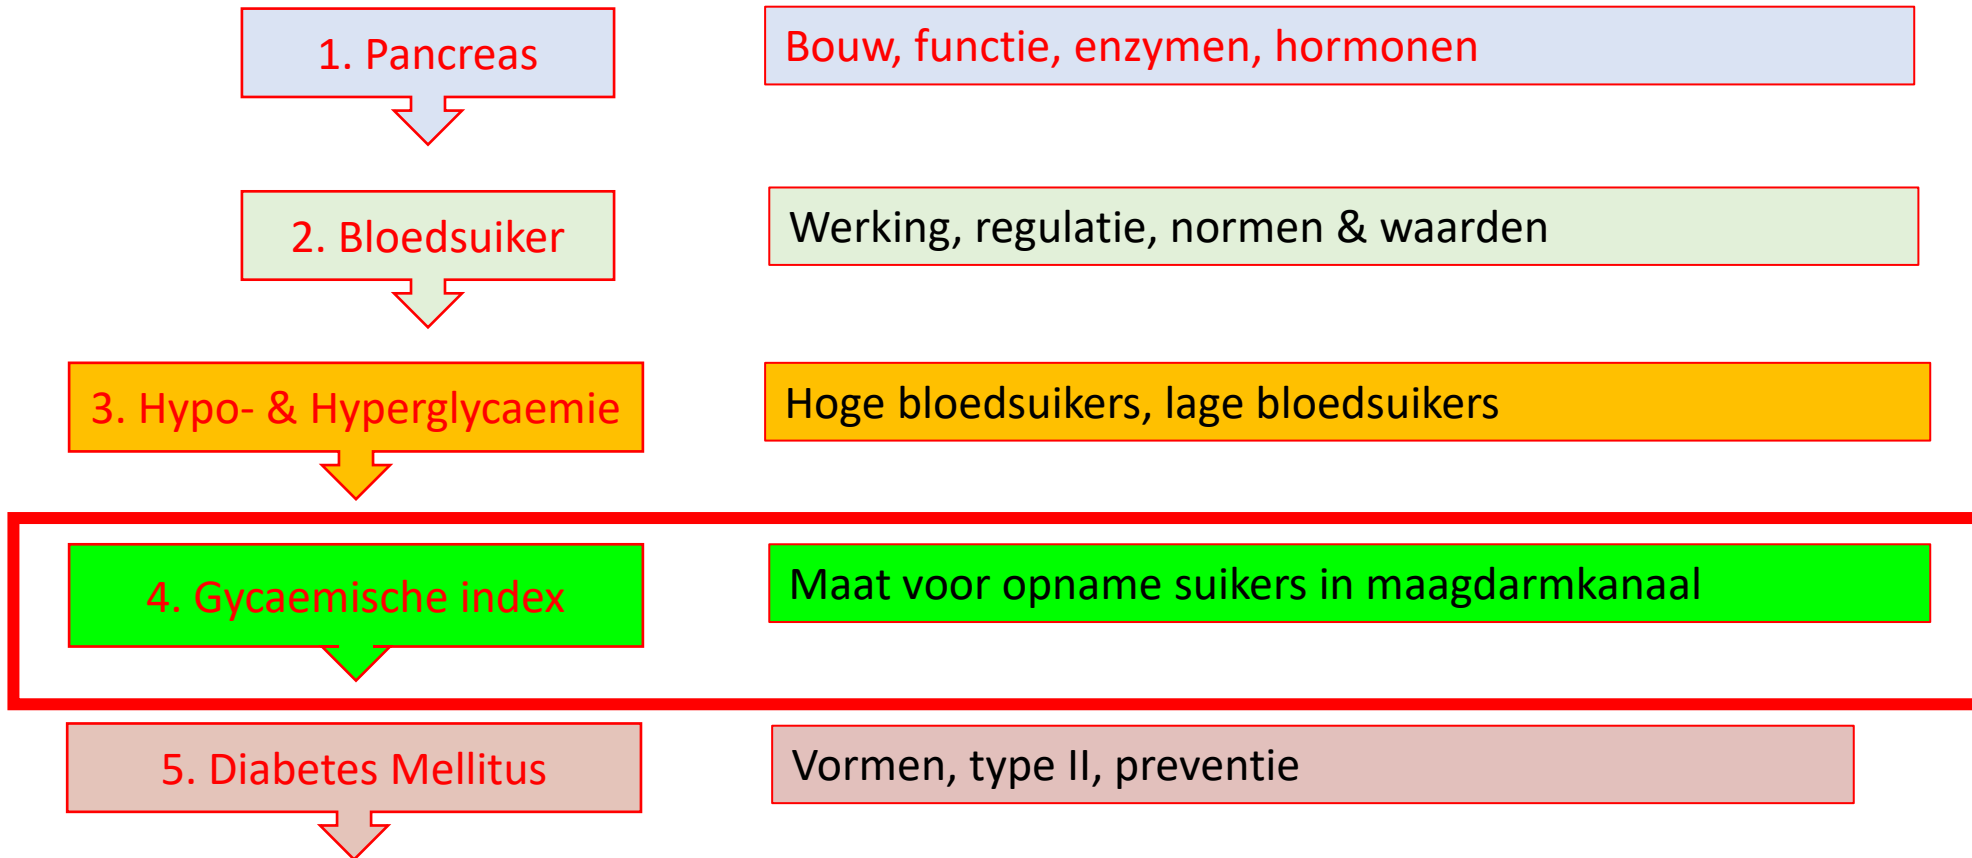 1. Pancreas
Bouw, functie, enzymen, hormonen
2. Bloedsuiker
Werking, regulatie, normen & waarden
3. Hypo- & Hyperglycaemie
Hoge bloedsuikers, lage bloedsuikers
4. Gycaemische index
Maat voor opname suikers in maagdarmkanaal
5. Diabetes Mellitus
Vormen, type II, preventie